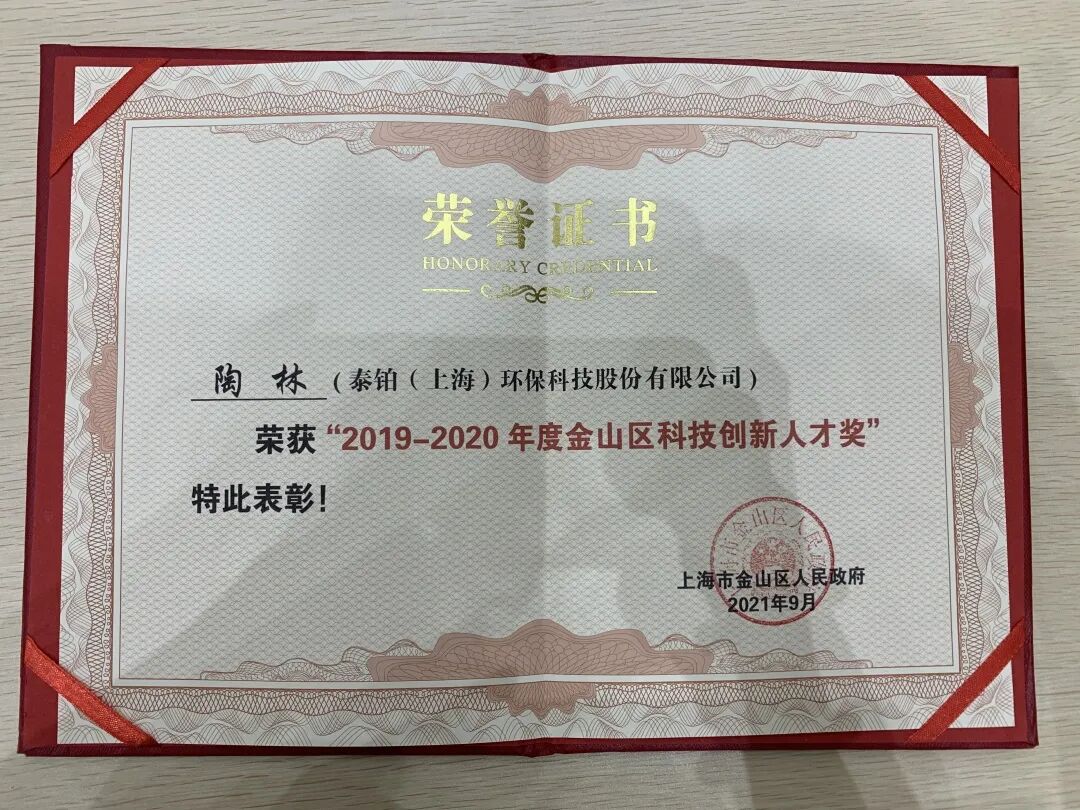 荣誉证书
HONORARY CREDENTIAL
陶 林（泰铂（上海）环保科技股份有限公司）
荣获“2019-2020年度金山区科技创新人才奖”
特此表彰！
上海市金山区人民政府
2021年9月